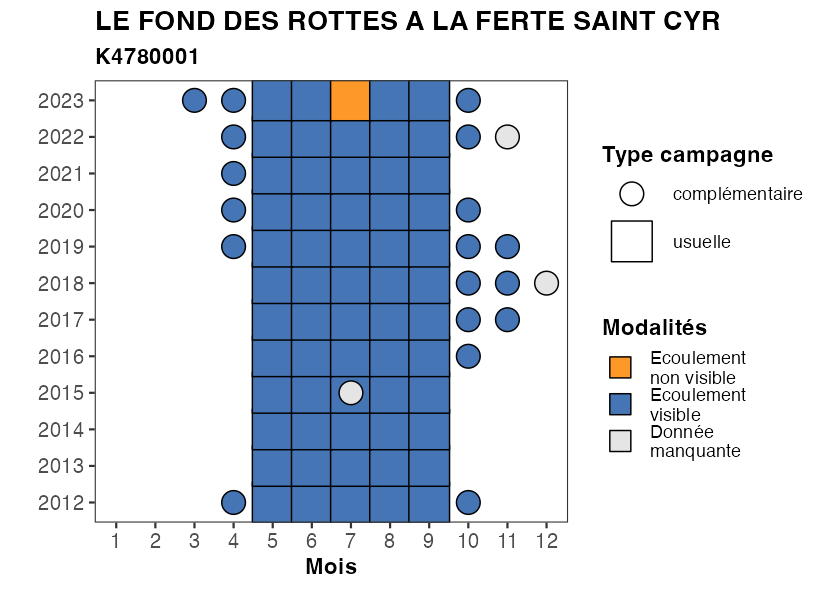 LE FOND DES ROTTES A LA FERTE SAINT CYR
K4780001
2023
2022
2021
2020
2019
2018
2017
2016
2015
2014
2013
2012
1 2 3 4 5 6 7 8 9 10 11 12
Mois
Type campagne
complémentaire
usuelle
Modalités
Ecoulement
non visible
Ecoulement
visible
Donnée
manquante